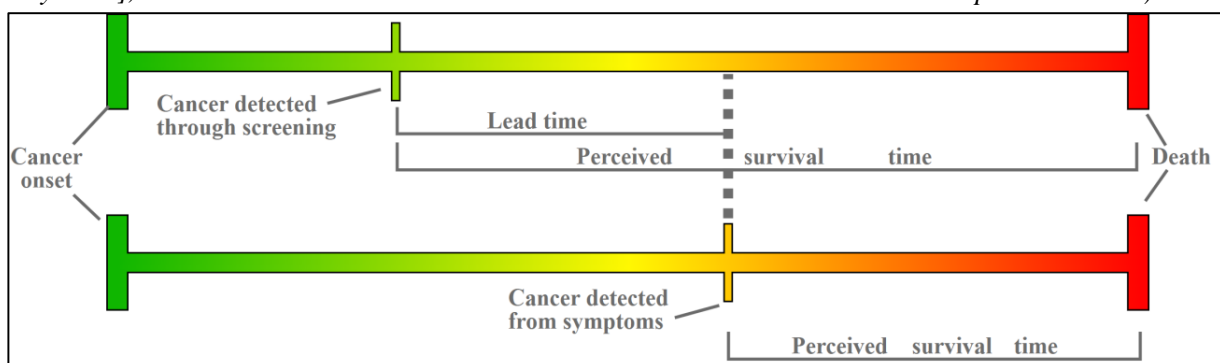 Cancer detected
through screening
Lead time
Perceived survival time
Cancer
onset
Death
Cancer detected
from symptoms
Perceived survival time